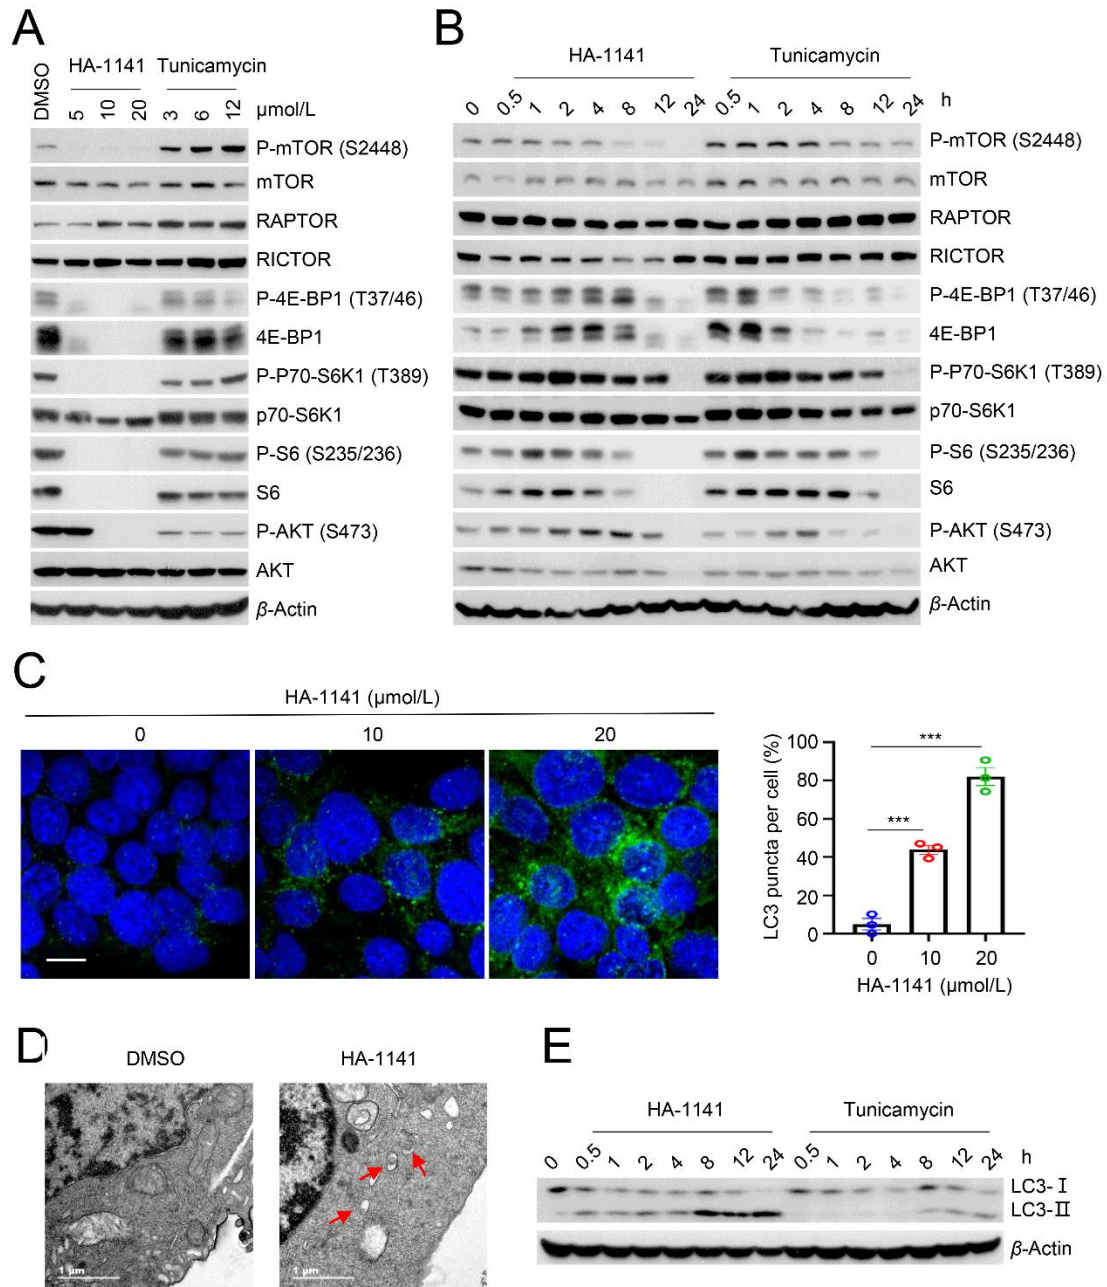 A
HA-1141 Tunicamycin
DMSO 5 10 20 3 6 12 μmol/L
P-mTOR (S2448)
mTOR
RAPTOR
RICTOR
P-4E-BP1 (T37/46)
4E-BP1
P-P70-S6K1 (T389)
p70-S6K1
P-S6 (S235/236)
S6
P-AKT (S473)
AKT
β-Actin
B
HA-1141 Tunicamycin
0 0.5 1 2 4 8 12 24 0.5 1 2 4 8 12 24 h
P-mTOR (S2448)
mTOR
RAPTOR
RICTOR
P-4E-BP1 (T37/46)
4E-BP1
P-P70-S6K1 (T389)
p70-S6K1
P-S6 (S235/236)
S6
P-AKT (S473)
AKT
β-Actin
C
HA-1141 (μmol/L)
0 10 20
LC3 puncta per cell (%)
100
80
60
40
20
0
***
***
0 10 20
HA-1141 (μmol/L)
D
DMSO HA-1141
1 μm 1 μm
E
HA-1141 Tunicamycin
0 0.5 1 2 4 8 12 24 0.5 1 2 4 8 12 24 h
LC3-Ⅰ
LC3-Ⅱ
β-Actin